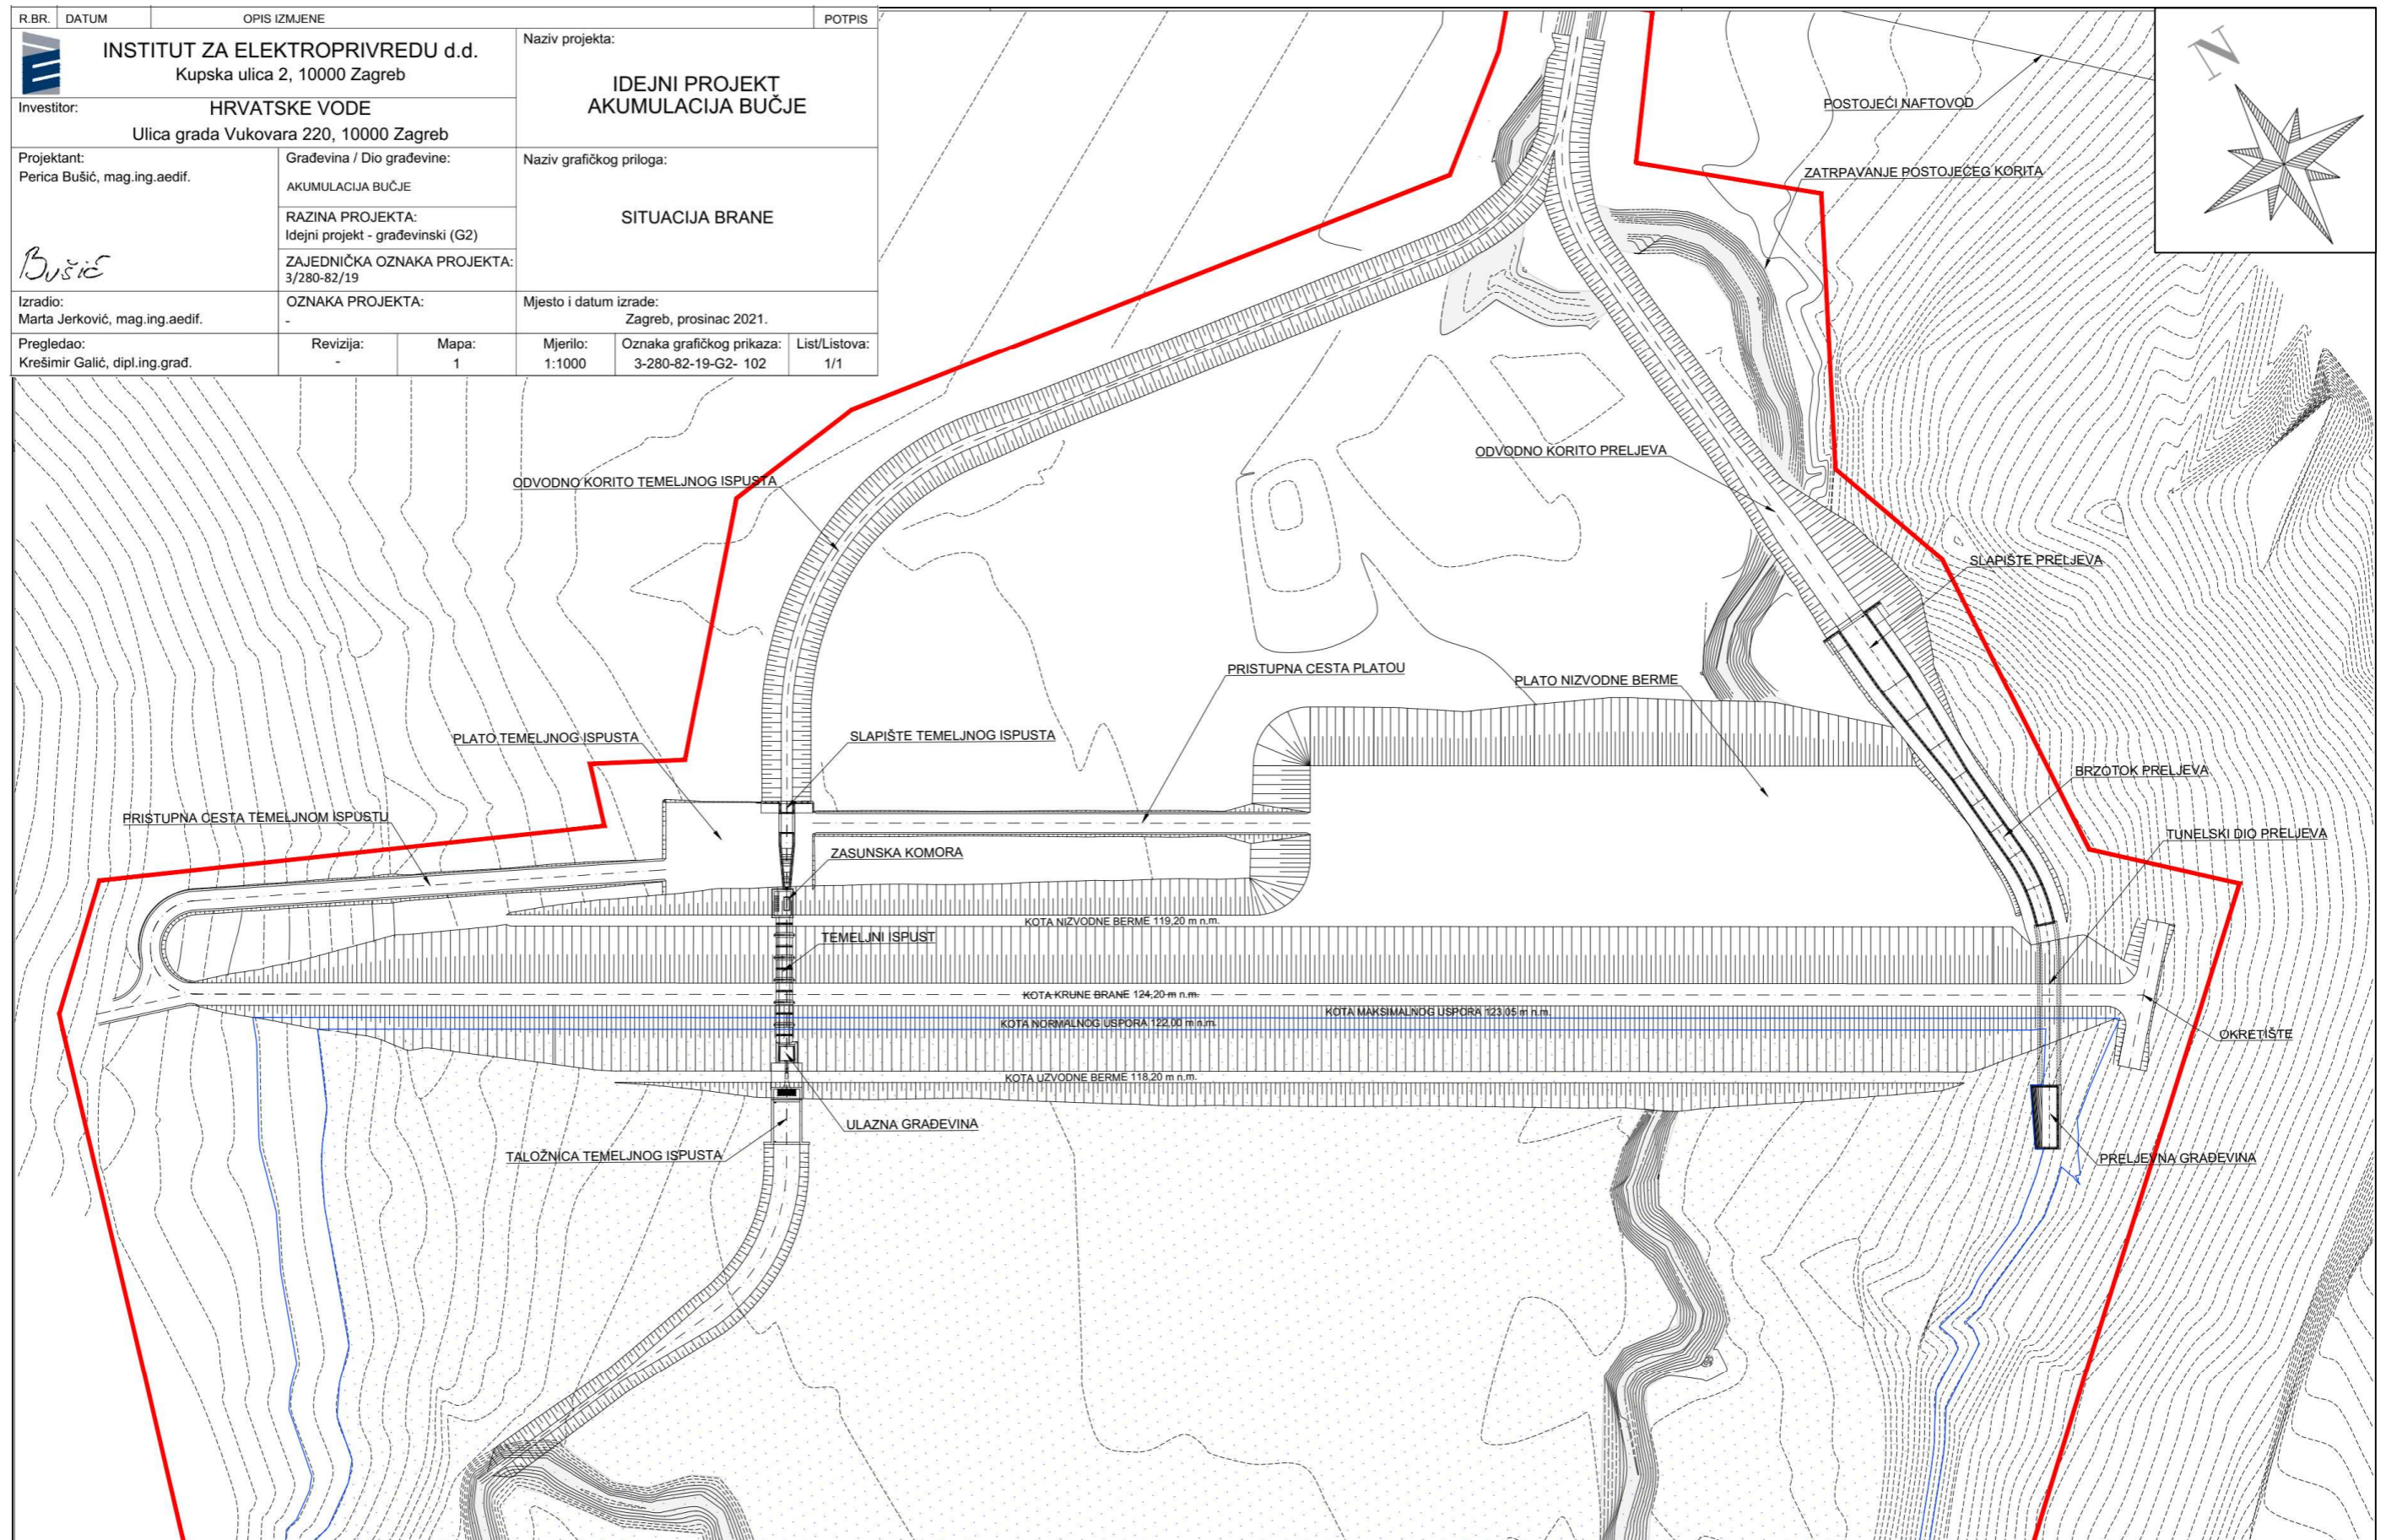 R.BR. DATUM OPIS IZMJENE POTPIS
INSTITUT ZA ELEKTROPRIVREDU d.d.
Kupska ulica 2, 10000 Zagreb
Investitor: HRVATSKE VODE
Ulica grada Vukovara 220, 10000 Zagreb
Naziv projekta:
IDEJNI PROJEKT
AKUMULACIJA BUČJE
Projektant:
Perica Bušić, mag.ing.aedif.
Bušić
Građevina / Dio građevine:
AKUMULACIJA BUČJE
RAZINA PROJEKTA:
Idejni projekt - građevinski (G2)
ZAJEDNIČKA OZNAKA PROJEKTA:
3/280-82/19
Naziv grafičkog priloga:
SITUACIJA BRANE
Izradio:
Marta Jerković, mag.ing.aedif.
OZNAKA PROJEKTA:
-
Mjesto i datum izrade:
Zagreb, prosinac 2021.
Pregledao:
Krešimir Galić, dipl.ing.građ.
Revizija:
-
Mapa:
1
Mjerilo:
1:1000
Oznaka grafičkog prikaza:
3-280-82-19-G2- 102
List/Listova:
1/1
N
POSTOJEĆI NAFTOVOD
ZATRPAVANJE POSTOJEĆEG KORITA
ODVODNO KORITO PRELJEVA
ODVODNO KORITO TEMELJNOG ISPUSTA
SLAPIŠTE PRELJEVA
PRISTUPNA CESTA PLATOU
PLATO NIZVODNE BERME
PLATO TEMELJNOG ISPUSTA
SLAPIŠTE TEMELJNOG ISPUSTA
BRZOTOK PRELJEVA
PRISTUPNA CESTA TEMELJNOM ISPUSTU
TUNELSKI DIO PRELJEVA
ZASUNSKA KOMORA
KOTA NIZVODNE BERME 119,20 m n.m.
TEMELJNI ISPUST
KOTA KRUNE BRANE 124,20 m n.m.
KOTA MAKSIMALNOG USPORA 123,05 m n.m.
KOTA NORMALNOG USPORA 122,00 m n.m.
OKRETIŠTE
KOTA UZVODNE BERME 118,20 m n.m.
ULAZNA GRAĐEVINA
TALOŽNICA TEMELJNOG ISPUSTA
PRELJEVNA GRAĐEVINA